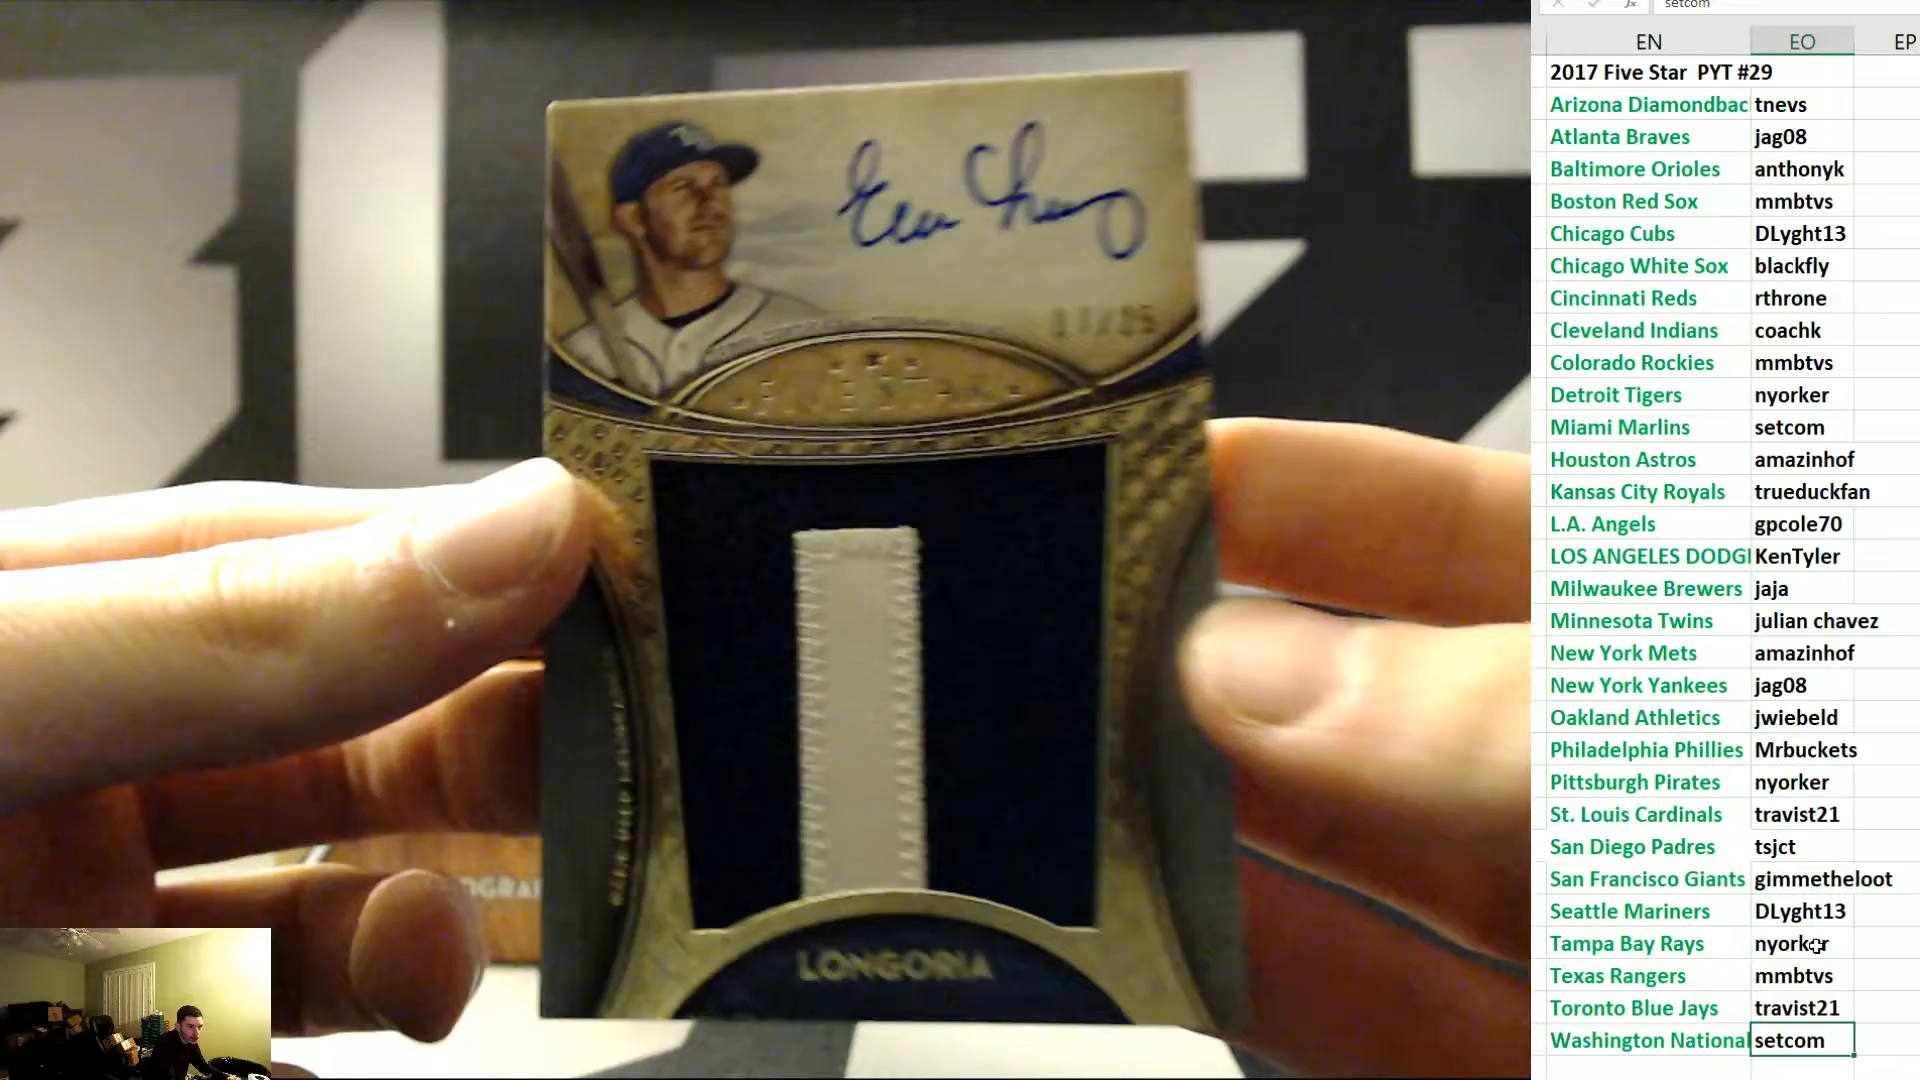 setcom
EN EO EP
2017 Five Star PYT #29
Arizona Diamondbac tnevs
Atlanta Braves jag08
Baltimore Orioles anthonyk
Boston Red Sox mmbtvs
Chicago Cubs DLyght13
Chicago White Sox blackfly
Cincinnati Reds rthrone
Cleveland Indians coachk
Colorado Rockies mmbtvs
Detroit Tigers nyorker
Miami Marlins setcom
Houston Astros amazinhof
Kansas City Royals trueduckfan
L.A. Angels gpcole70
LOS ANGELES DODG KenTyler
Milwaukee Brewers jaja
Minnesota Twins julian chavez
New York Mets amazinhof
New York Yankees jag08
Oakland Athletics jwiebeld
Philadelphia Phillies Mrbuckets
Pittsburgh Pirates nyorker
St. Louis Cardinals travist21
San Diego Padres tsjct
San Francisco Giants gimmetheloot
Seattle Mariners DLyght13
Tampa Bay Rays nyorker
Texas Rangers mmbtvs
Toronto Blue Jays travist21
Washington National setcom
FIVE STAR
LONGORIA